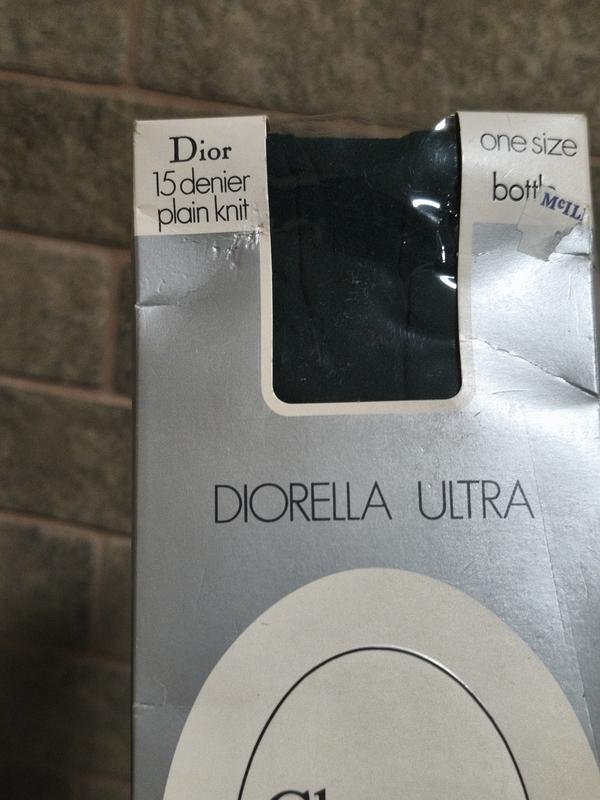 Dior
15 denier
plain knit
one size
DIORELLA ULTRA